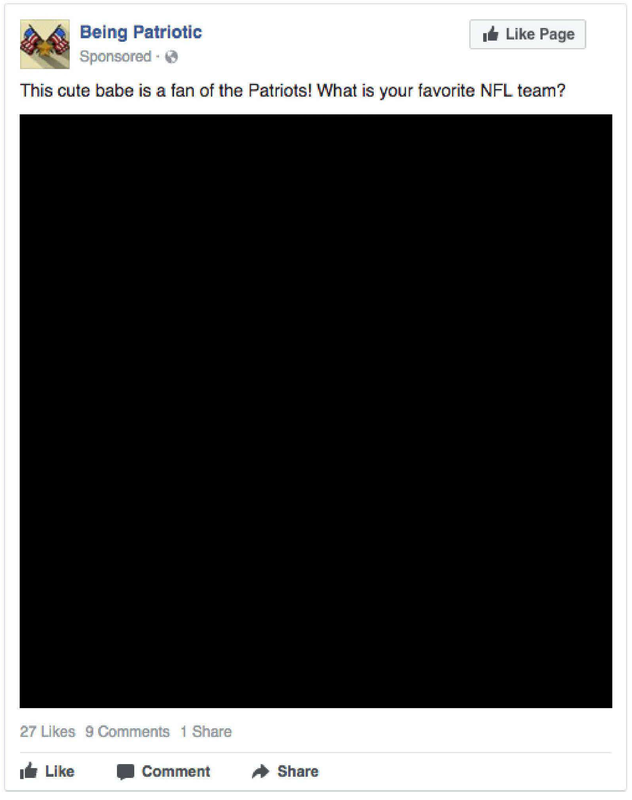 Being Patriotic
Like Page
Sponsored ·
This cute babe is a fan of the Patriots! What is your favorite NFL team?
27 Likes 9 Comments 1 Share
Like Comment Share